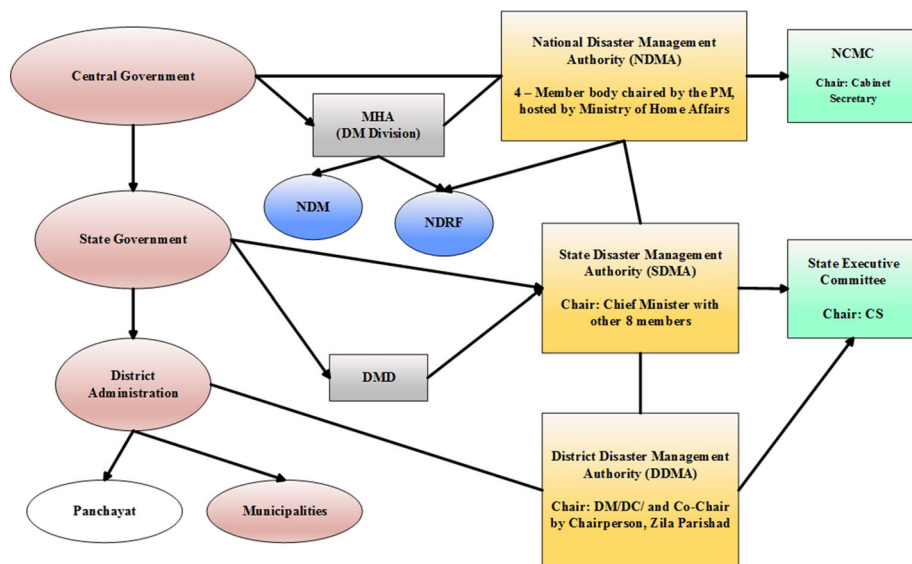 Central Government
National Disaster Management
Authority (NDMA)
4 – Member body chaired by the PM,
hosted by Ministry of Home Affairs
NCMC
Chair: Cabinet
Secretary
MHA
(DM Division)
NDM
NDRF
State Government
State Disaster Management
Authority (SDMA)
Chair: Chief Minister with
other 8 members
State Executive
Committee
Chair: CS
DMD
District
Administration
District Disaster Management
Authority (DDMA)
Chair: DM/DC/ and Co-Chair
by Chairperson, Zila Parishad
Panchayat
Municipalities